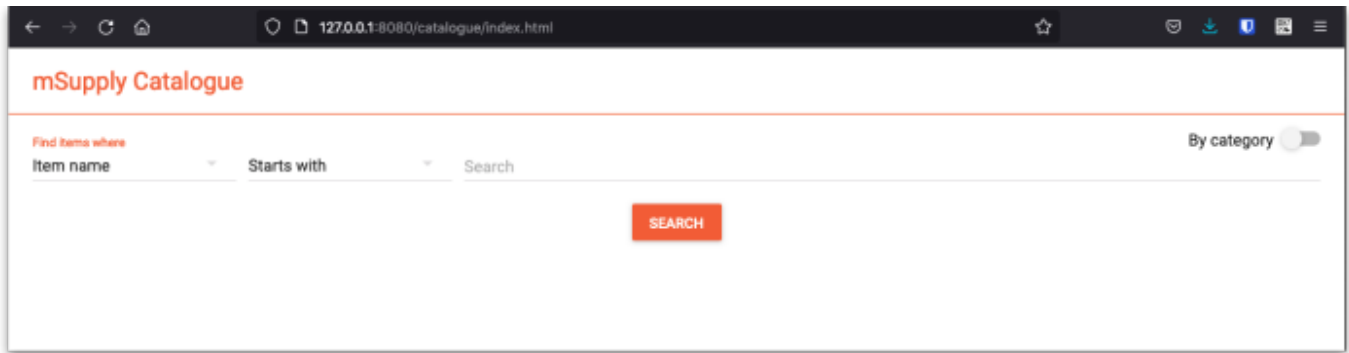 127.0.0.1:8080/catalogue/index.html
mSupply Catalogue
Find items where
By category
Item name
Starts with
Search
SEARCH